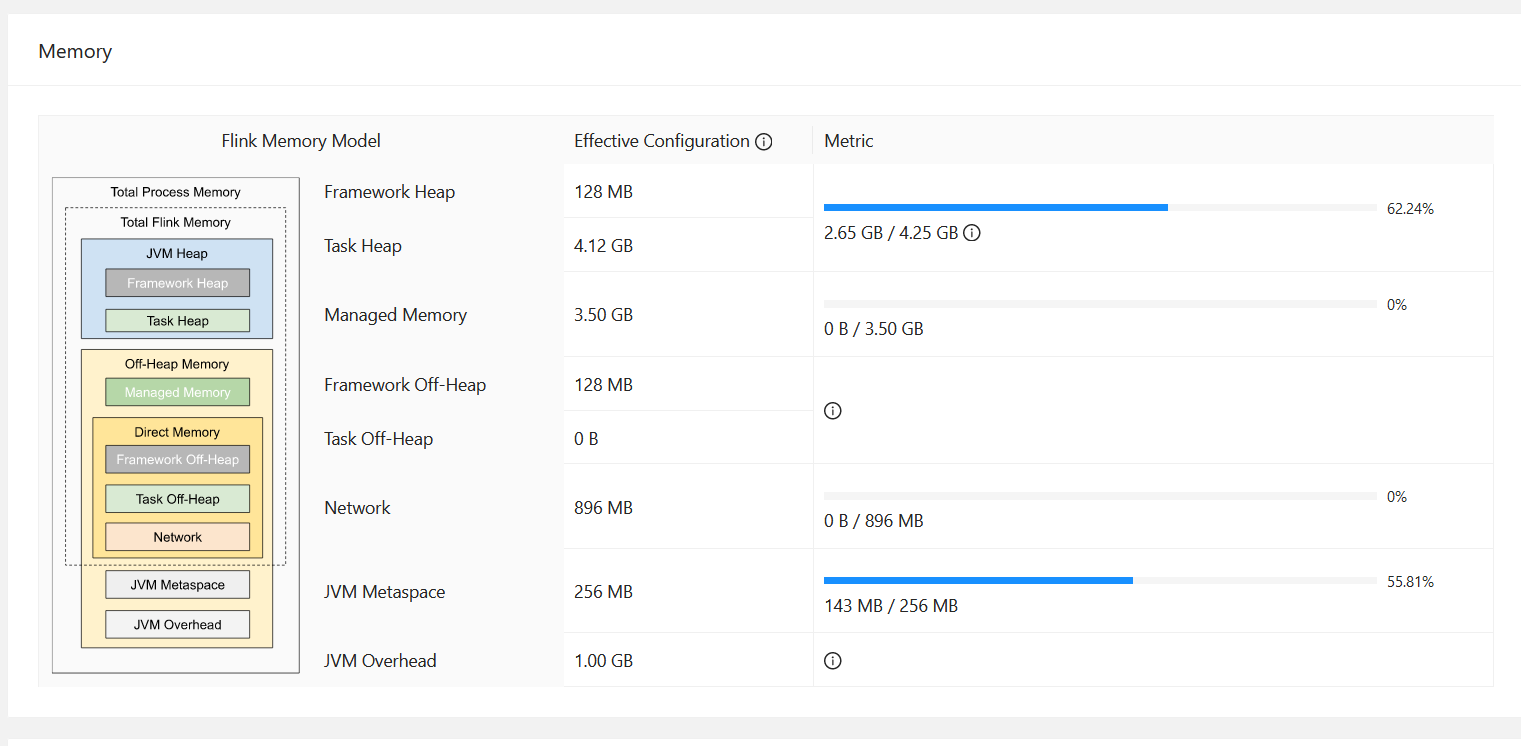 Memory
Flink Memory Model
Effective Configuration
Metric
Total Process Memory
Total Flink Memory
JVM Heap
Framework Heap
Task Heap
Off-Heap Memory
Managed Memory
Direct Memory
Framework Off-Heap
Task Off-Heap
Network
JVM Metaspace
JVM Overhead
Framework Heap
128 MB
Task Heap
4.12 GB
62.24%
2.65 GB / 4.25 GB
Managed Memory
3.50 GB
0%
0 B / 3.50 GB
Framework Off-Heap
128 MB
Task Off-Heap
0 B
Network
896 MB
0%
0 B / 896 MB
JVM Metaspace
256 MB
55.81%
143 MB / 256 MB
JVM Overhead
1.00 GB